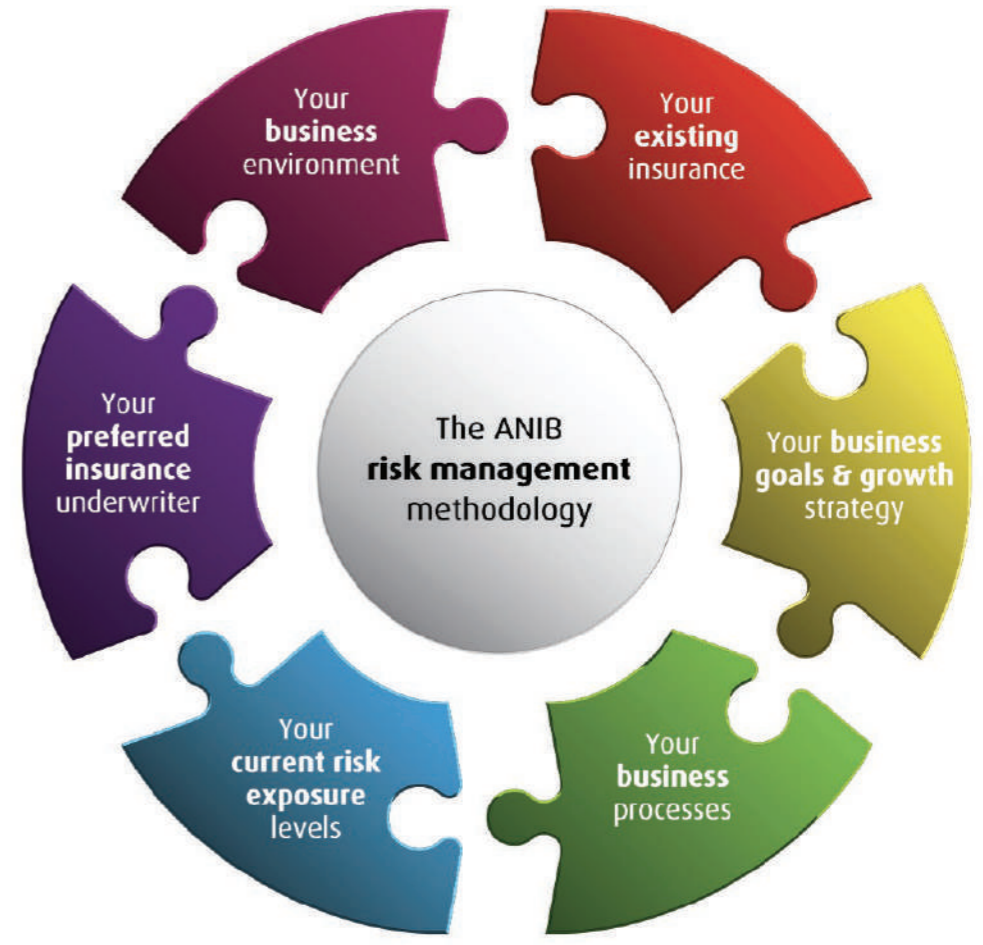 Your
business
environment
Your
existing
insurance
Your
preferred
insurance
underwriter
The ANIB
risk management
methodology
Your business
goals & growth
strategy
Your
current risk
exposure
levels
Your
business
processes